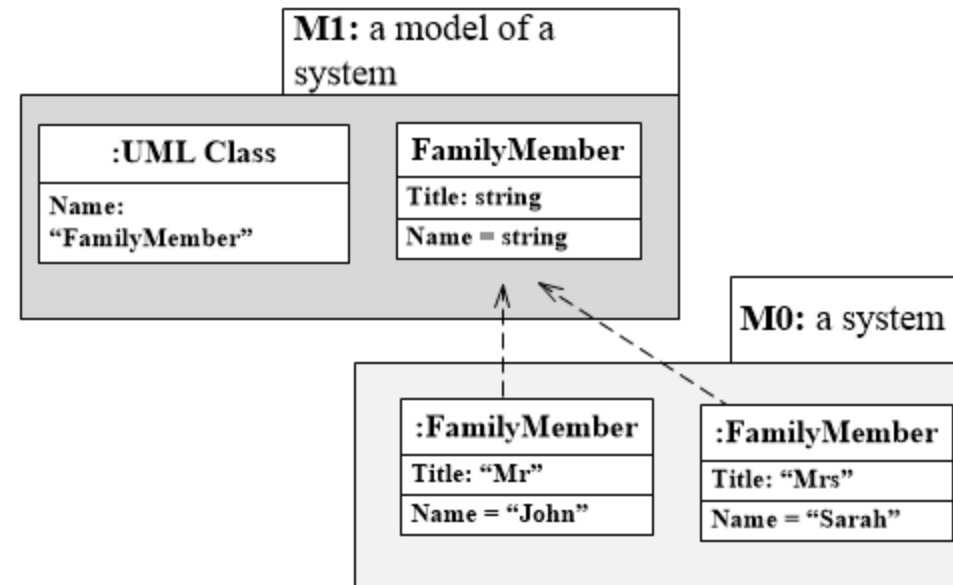 M1: a model of a
system
:UML Class
Name:
“FamilyMember”
FamilyMember
Title: string
Name = string
M0: a system
:FamilyMember
Title: “Mr”
Name = “John”
:FamilyMember
Title: “Mrs”
Name = “Sarah”